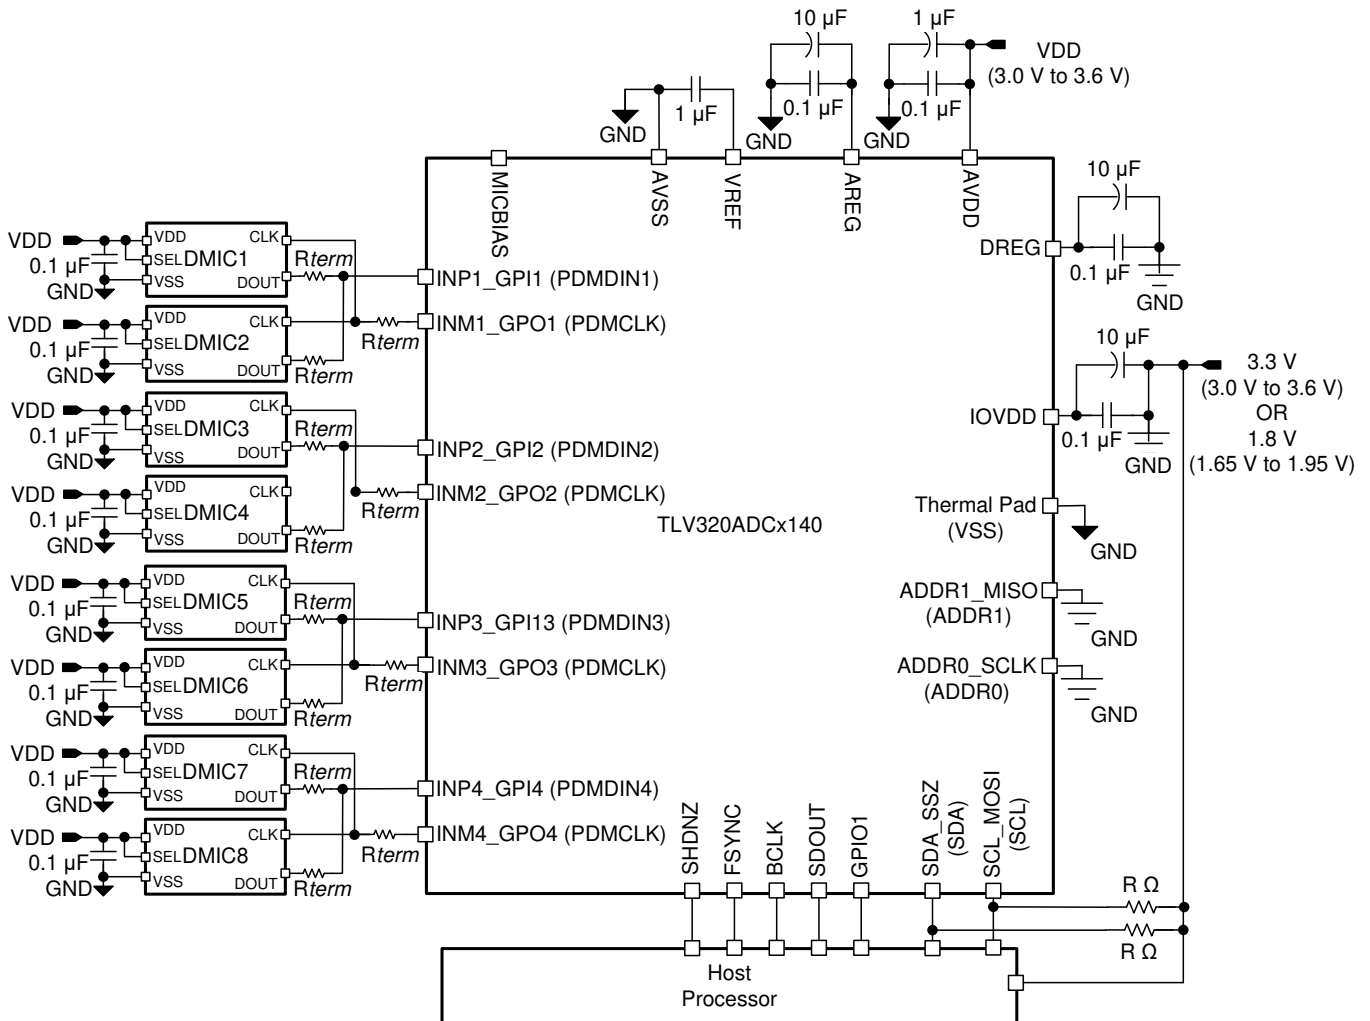 10 µF
1 µF
VDD
(3.0 V to 3.6 V)
0.1 µF
0.1 µF
1 µF
GND
GND
GND
MICBIAS
AVSS
VREF
AREG
AVDD
10 µF
DREG
0.1 µF
GND
VDD
0.1 µF
GND
VDD
SEL
VSS
DMIC1
CLK
DOUT
Rterm
INP1_GPI1 (PDMDIN1)
VDD
0.1 µF
GND
VDD
SEL
VSS
DMIC2
CLK
DOUT
Rterm
Rterm
INM1_GPO1 (PDMCLK)
10 µF
3.3 V
(3.0 V to 3.6 V)
OR
1.8 V
(1.65 V to 1.95 V)
IOVDD
0.1 µF
GND
VDD
0.1 µF
GND
VDD
SEL
VSS
DMIC3
CLK
DOUT
Rterm
INP2_GPI2 (PDMDIN2)
VDD
0.1 µF
GND
VDD
SEL
VSS
DMIC4
CLK
DOUT
Rterm
Rterm
INM2_GPO2 (PDMCLK)
TLV320ADCx140
Thermal Pad
(VSS)
GND
VDD
0.1 µF
GND
VDD
SEL
VSS
DMIC5
CLK
DOUT
Rterm
INP3_GPI13 (PDMDIN3)
ADDR1_MISO
(ADDR1)
GND
VDD
0.1 µF
GND
VDD
SEL
VSS
DMIC6
CLK
DOUT
Rterm
Rterm
INM3_GPO3 (PDMCLK)
ADDR0_SCLK
(ADDR0)
GND
VDD
0.1 µF
GND
VDD
SEL
VSS
DMIC7
CLK
DOUT
Rterm
INP4_GPI4 (PDMDIN4)
VDD
0.1 µF
GND
VDD
SEL
VSS
DMIC8
CLK
DOUT
Rterm
Rterm
INM4_GPO4 (PDMCLK)
SHDNZ
FSYNC
BCLK
SDOUT
GPIO1
SDA_SSZ
(SDA)
SCL_MOSI
(SCL)
R Ω
R Ω
Host
Processor